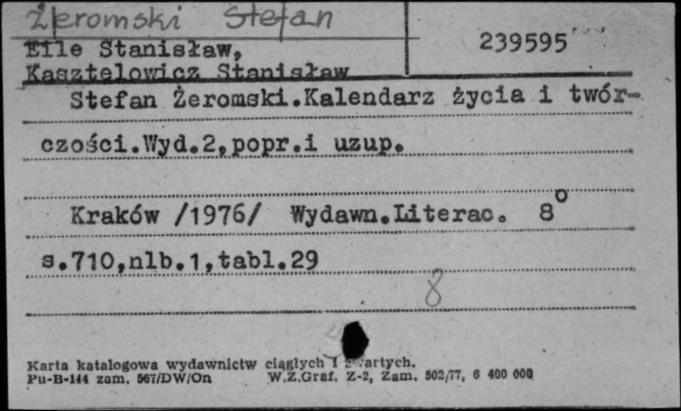 Żeromski Stefan
Eile Stanisław, 239595
Kasztelowicz Stanisław
Stefan Żeromski.Kalendarz życia i twór-
czości.Wyd.2,popr.i uzup.
Kraków /1976/ Wydawn.Literac. 8o
s.710,nlb.1,tabl.29
8
Karta katalogowa wydawnictw ciągłych i zwartych.
Pu-B-144 zam. 567/DW/On W.Z.Graf. Z-2, Zam. 502/77, 6 400 000